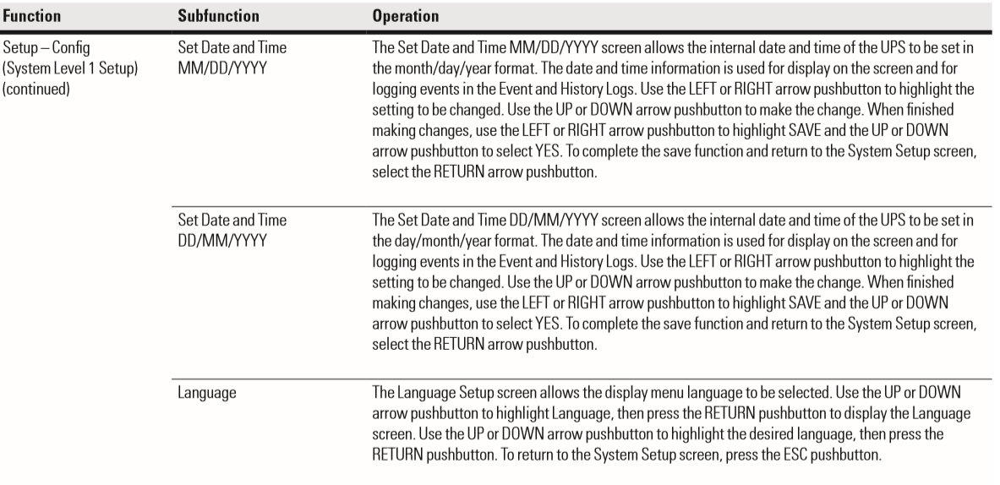 Function Subfunction Operation
Setup – Config
(System Level 1 Setup)
(continued)
Set Date and Time
MM/DD/YYYY
The Set Date and Time MM/DD/YYYY screen allows the internal date and time of the UPS to be set in
the month/day/year format. The date and time information is used for display on the screen and for
logging events in the Event and History Logs. Use the LEFT or RIGHT arrow pushbutton to highlight the
setting to be changed. Use the UP or DOWN arrow pushbutton to make the change. When finished
making changes, use the LEFT or RIGHT arrow pushbutton to highlight SAVE and the UP or DOWN
arrow pushbutton to select YES. To complete the save function and return to the System Setup screen,
select the RETURN arrow pushbutton.
Set Date and Time
DD/MM/YYYY
The Set Date and Time DD/MM/YYYY screen allows the internal date and time of the UPS to be set in
the day/month/year format. The date and time information is used for display on the screen and for
logging events in the Event and History Logs. Use the LEFT or RIGHT arrow pushbutton to highlight the
setting to be changed. Use the UP or DOWN arrow pushbutton to make the change. When finished
making changes, use the LEFT or RIGHT arrow pushbutton to highlight SAVE and the UP or DOWN
arrow pushbutton to select YES. To complete the save function and return to the System Setup screen,
select the RETURN arrow pushbutton.
Language
The Language Setup screen allows the display menu language to be selected. Use the UP or DOWN
arrow pushbutton to highlight Language, then press the RETURN pushbutton to display the Language
screen. Use the UP or DOWN arrow pushbutton to highlight the desired language, then press the
RETURN pushbutton. To return to the System Setup screen, press the ESC pushbutton.